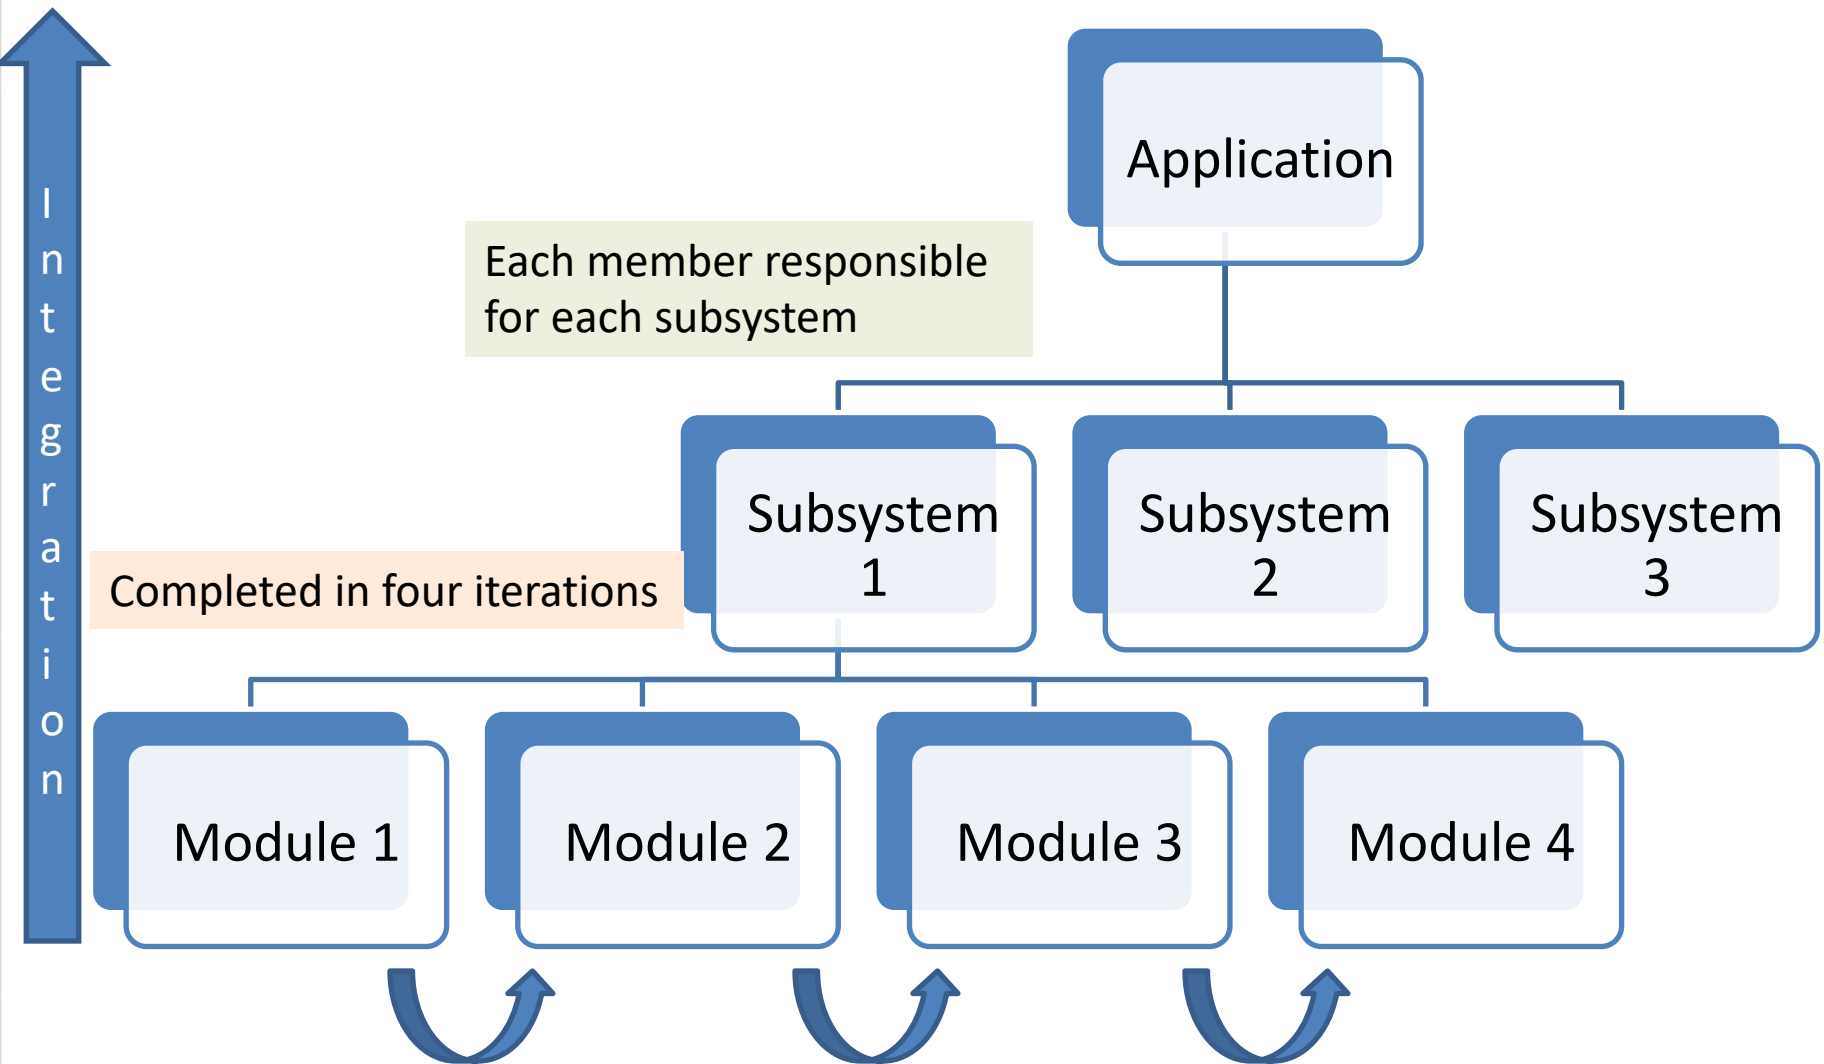 Integration
Application
Each member responsible
for each subsystem
Subsystem
1
Subsystem
2
Subsystem
3
Completed in four iterations
Module 1
Module 2
Module 3
Module 4